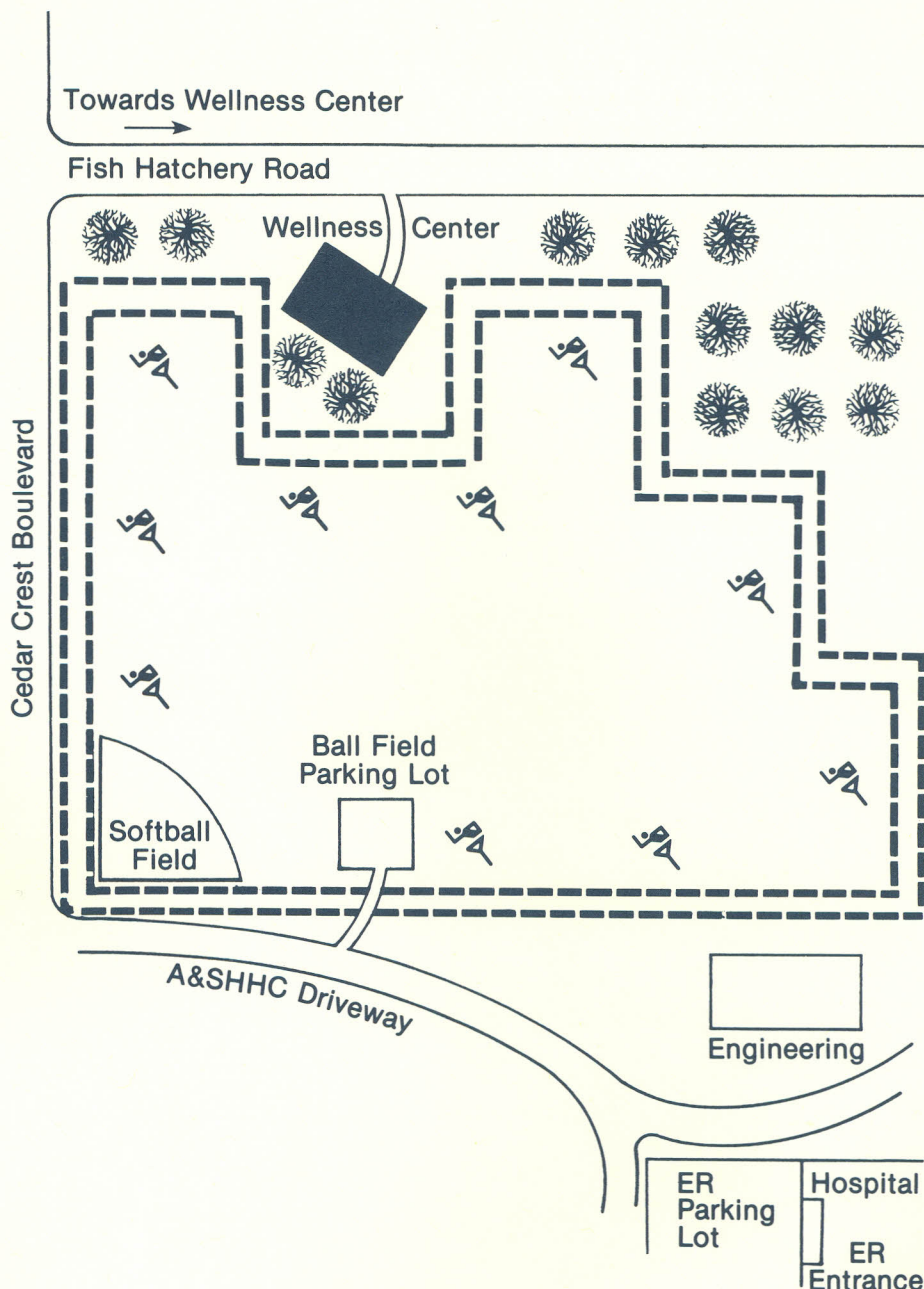 Towards Wellness Center
Fish Hatchery Road
Wellness Center
Cedar Crest Boulevard
Ball Field
Parking Lot
Softball
Field
A&SHHC Driveway
Engineering
ER
Parking
Lot
Hospital
ER
Entrance